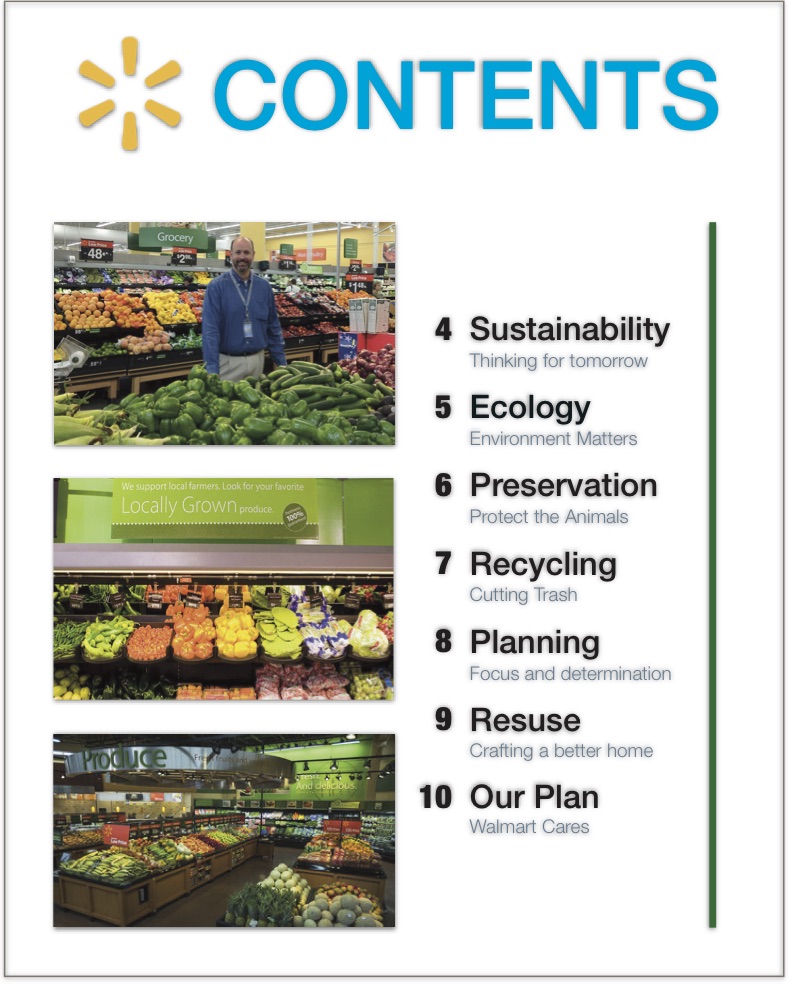 CONTENTS
Grocery
48
We support local farmers. Look for your favorite
Locally Grown produce.
100%
Produce
And delicious.
4 Sustainability
Thinking for tomorrow
5 Ecology
Environment Matters
6 Preservation
Protect the Animals
7 Recycling
Cutting Trash
8 Planning
Focus and determination
9 Resuse
Crafting a better home
10 Our Plan
Walmart Cares